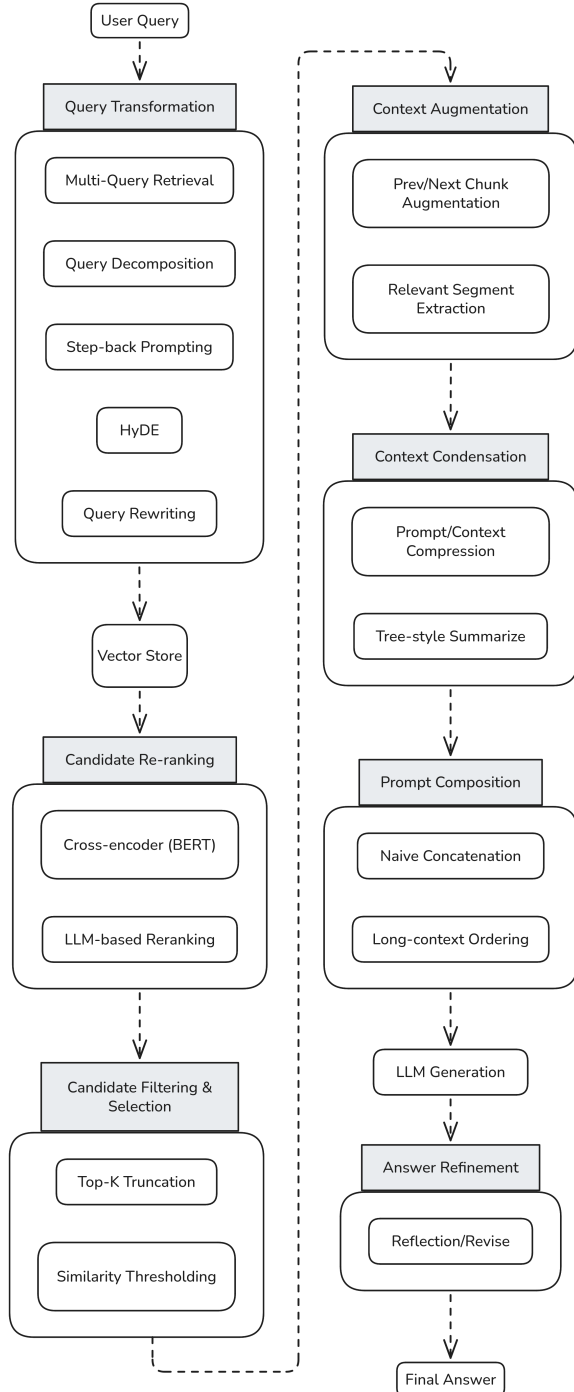 User Query
Query Transformation
Multi-Query Retrieval
Query Decomposition
Step-back Prompting
HyDE
Query Rewriting
Vector Store
Candidate Re-ranking
Cross-encoder (BERT)
LLM-based Reranking
Candidate Filtering &
Selection
Top-K Truncation
Similarity Thresholding
Context Augmentation
Prev/Next Chunk
Augmentation
Relevant Segment
Extraction
Context Condensation
Prompt/Context
Compression
Tree-style Summarize
Prompt Composition
Naive Concatenation
Long-context Ordering
LLM Generation
Answer Refinement
Reflection/Revise
Final Answer